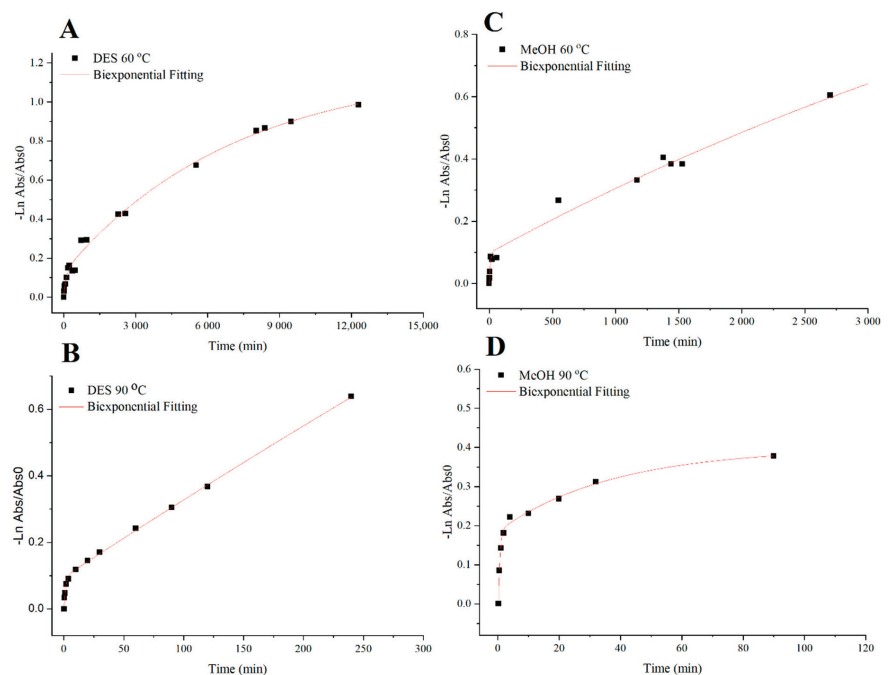 A
DES 60 °C
Biexponential Fitting
-Ln Abs/Abs0
1.2
1.0
0.8
0.6
0.4
0.2
0.0
0
3 000
6 000
9 000
12,000
15,000
Time (min)
C
MeOH 60 °C
Biexponential Fitting
-Ln Abs/Abs0
0.8
0.6
0.4
0.2
0.0
0
500
1 000
1 500
2 000
2 500
3 000
Time (min)
B
DES 90 °C
Biexponential Fitting
-Ln Abs/Abs0
0.6
0.4
0.2
0.0
0
50
100
150
200
250
300
Time (min)
D
MeOH 90 °C
Biexponential Fitting
-Ln Abs/Abs0
0.6
0.5
0.4
0.3
0.2
0.1
0.0
0
20
40
60
80
100
120
Time (min)